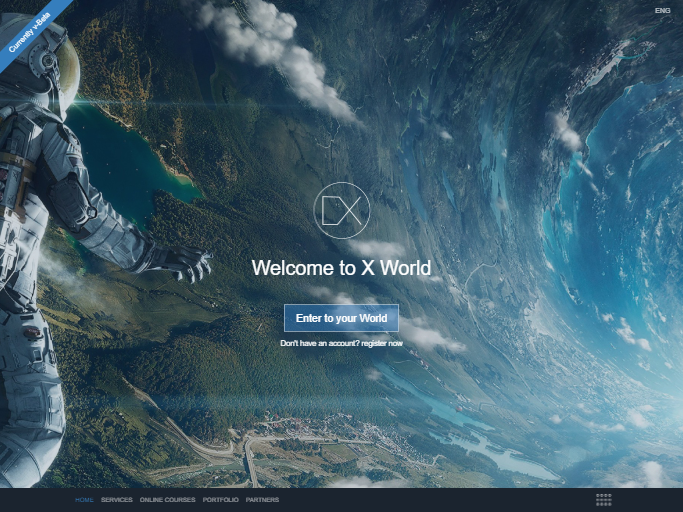 Currently v-Beta
ENG
Welcome to X World
Enter to your World
Don't have an account? register now
HOME SERVICES ONLINE COURSES PORTFOLIO PARTNERS